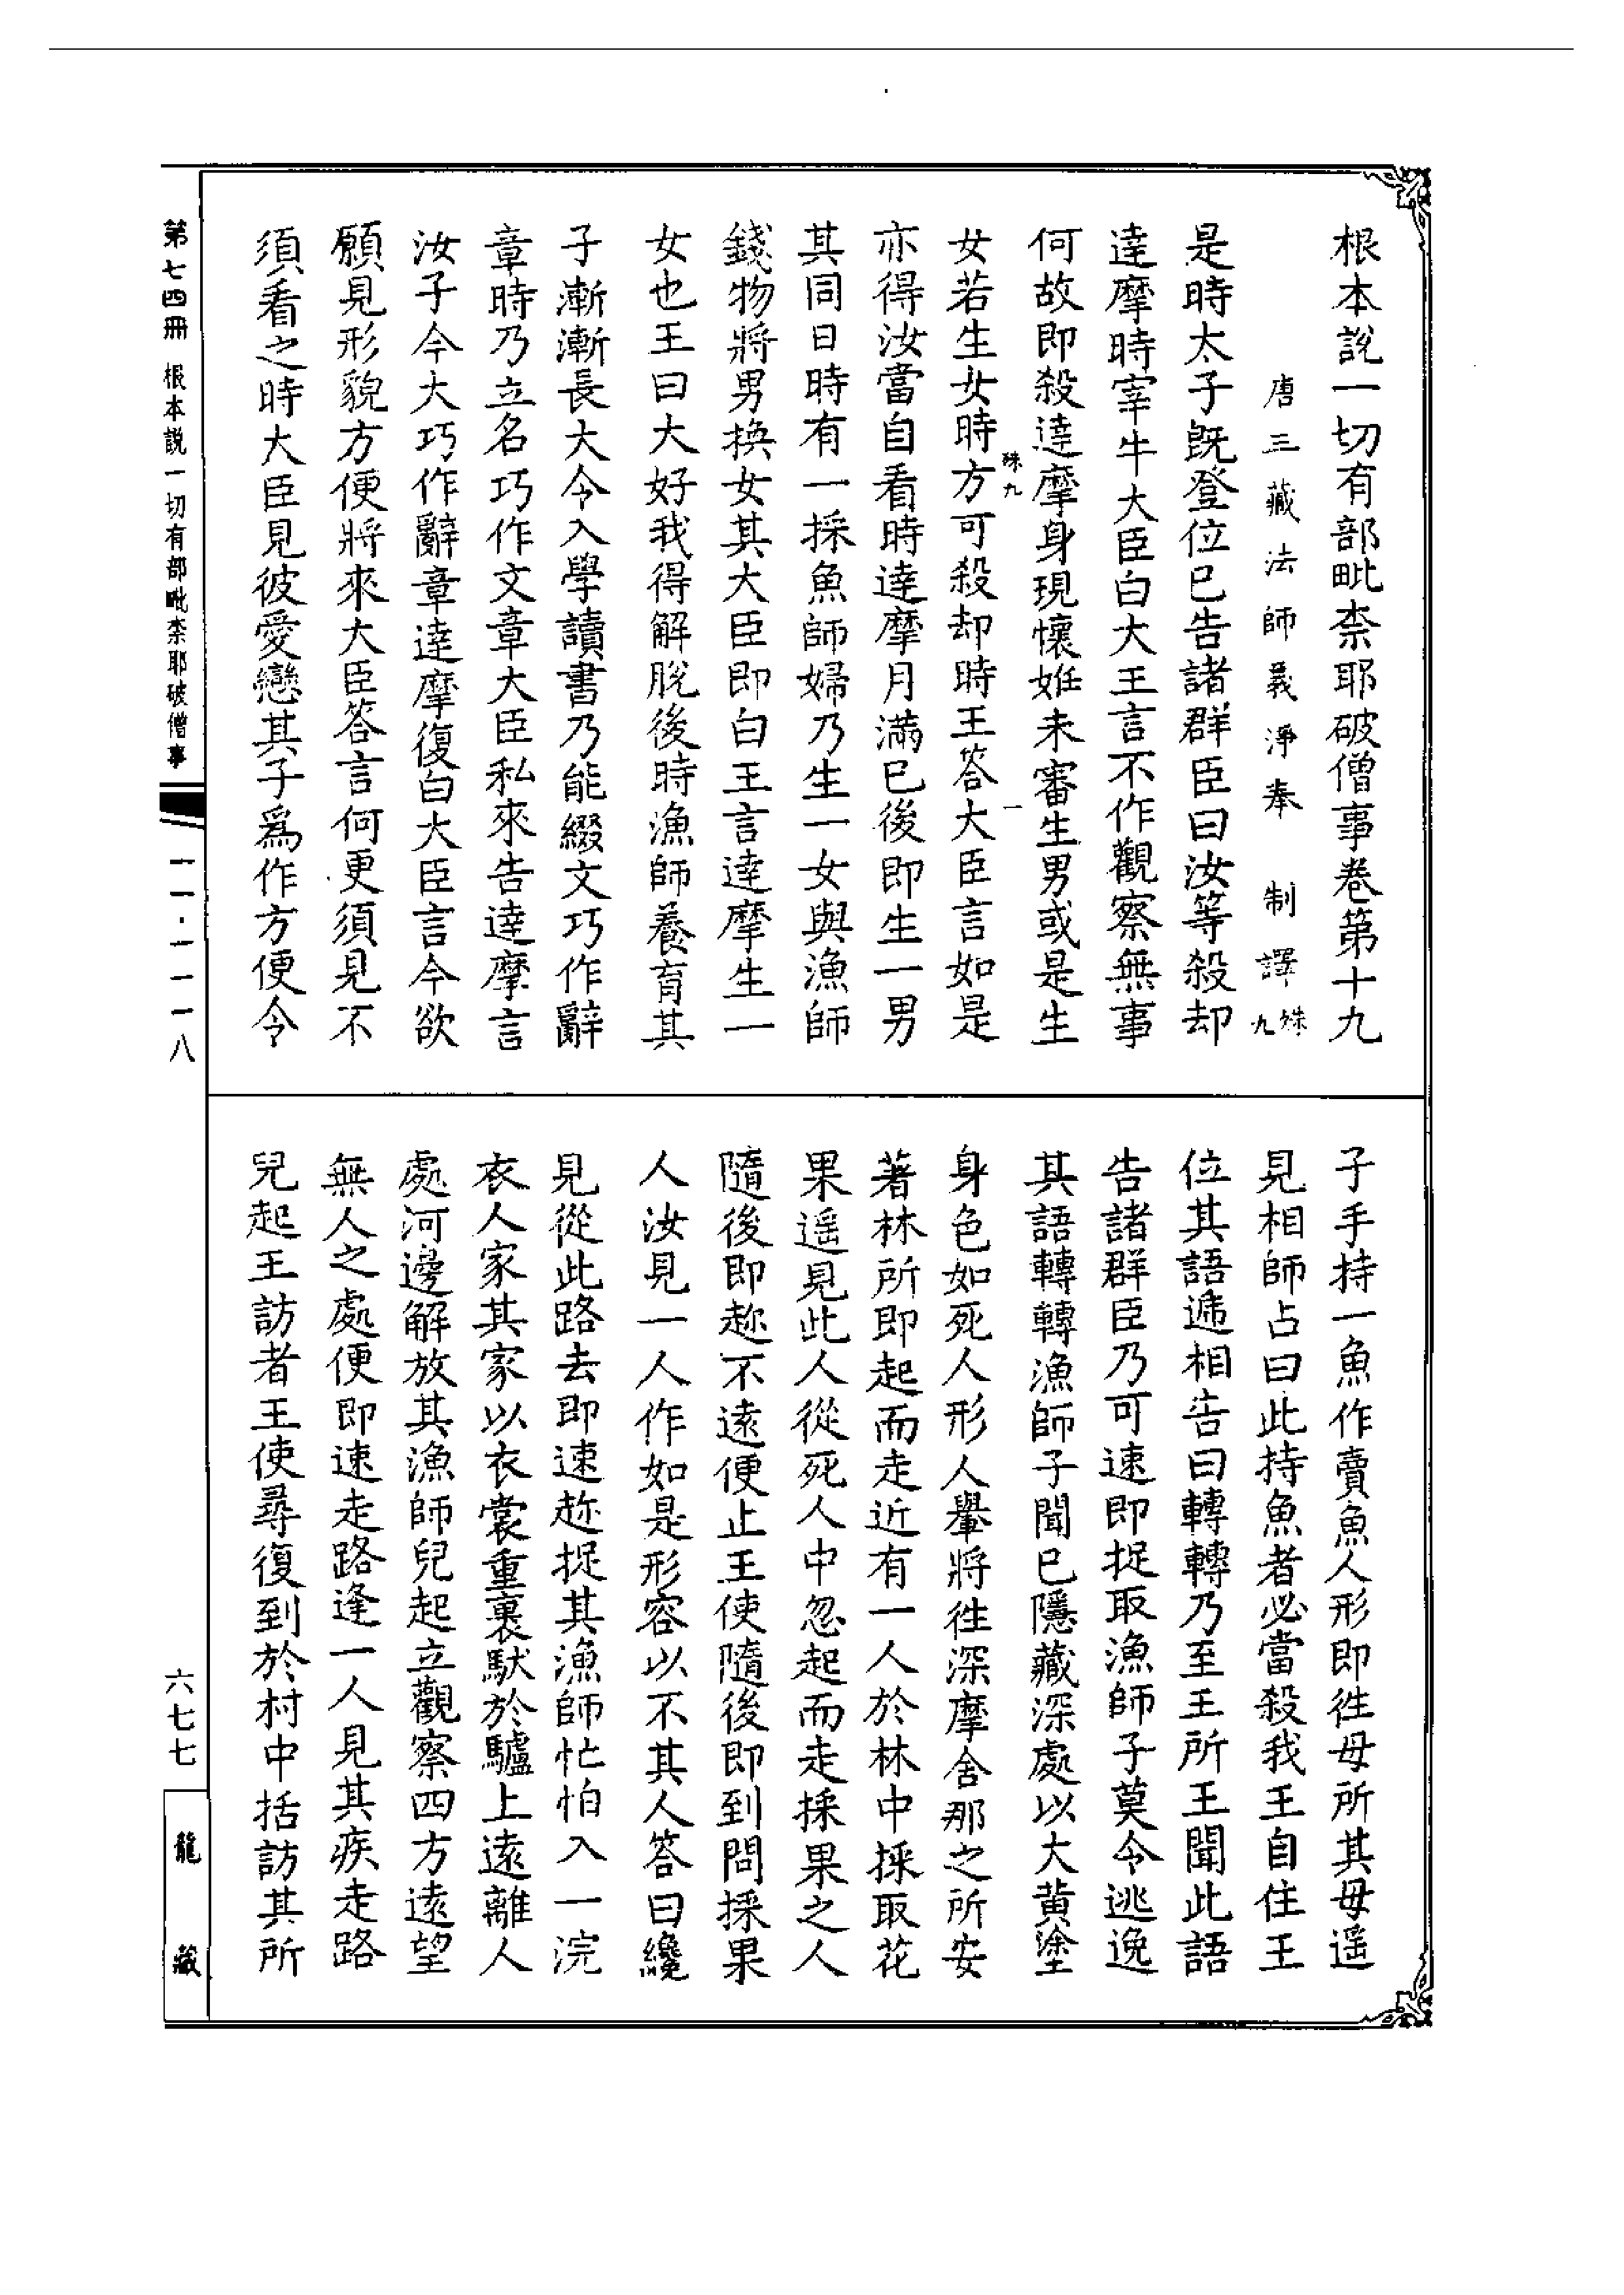 根本說一切有部毗柰耶破僧事卷第十九
唐三藏法師義淨奉　制譯 殊九
是時太子既登位已告諸群臣曰汝等殺却
達摩時宰牛大臣白大王言不作觀察無事
何故即殺達摩身現懷姙未審生男或是生
殊九　一
女若生女時方可殺却時王答大臣言如是
亦得汝當自看時達摩月滿已後即生一男
其同日時有一採魚師婦乃生一女與漁師
錢物將男換女其大臣即白王言達摩生一
女也王曰大好我得解脫後時漁師養育其
子漸漸長大令入學讀書乃能綴文巧作辭
章時乃立名巧作文章大臣私來告達摩言
汝子今大巧作辭章達摩復白大臣言今欲
願見形貌方便將來大臣答言何更須見不
須看之時大臣見彼愛戀其子為作方便令
子手持一魚作賣魚人形即徃母所其母遥
見相師占曰此持魚者必當殺我王自住王
位其語遞相告曰轉轉乃至王所王聞此語
告諸群臣乃可速即捉取漁師子莫令逃逸
其語轉轉漁師子聞已隱藏深處以大黄塗
身色如死人形人轝將徃深摩舍那之所安
著林所即起而走近有一人於林中採取花
果遥見此人從死人中忽起而走採果之人
隨後即趂不遠便止王使隨後即到問採果
人汝見一人作如是形容以不其人答曰纔
見從此路去即速趂捉其漁師忙怕入一浣
衣人家其家以衣裳重裹馱於驢上遠離人
處河邊解放其漁師兒起立觀察四方遠望
無人之處便即速走路逢一人見其疾走路
兒起王訪者王使尋復到於村中括訪其所
第七四冊　根本說一切有部毗柰耶破僧事　一一·一一一八
六七七　龍藏